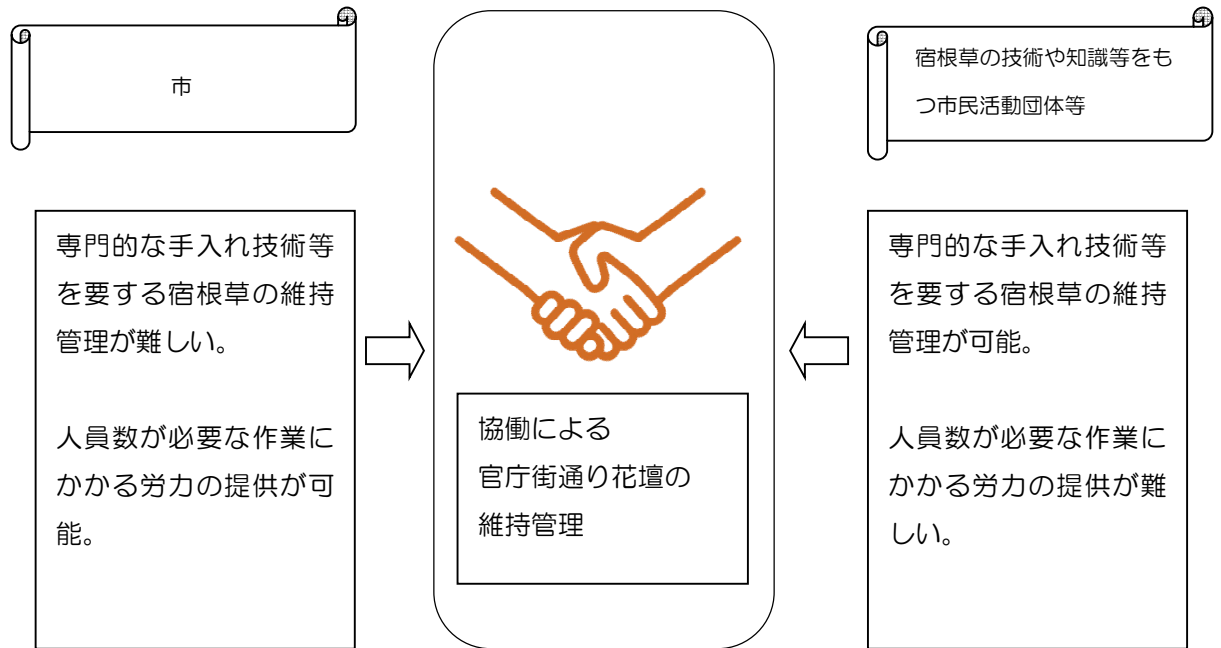 市
宿根草の技術や知識等をも
つ市民活動団体等
専門的な手入れ技術等
を要する宿根草の維持
管理が難しい。
人員数が必要な作業に
かかる労力の提供が可
能。
協働による
官庁街通り花壇の
維持管理
専門的な手入れ技術等
を要する宿根草の維持
管理が可能。
人員数が必要な作業に
かかる労力の提供が難
しい。